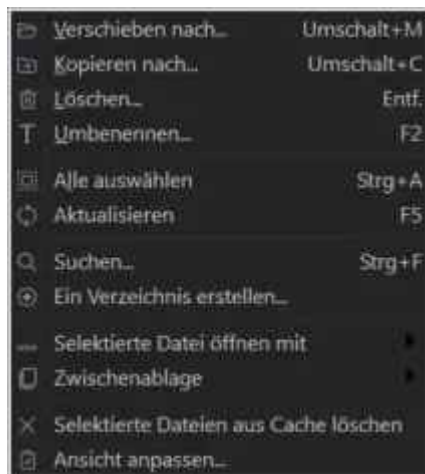 Verschieben nach... Umschalt+M
Kopieren nach... Umschalt+C
Löschen... Entf.
Umbenennen... F2
Alle auswählen Strg+A
Aktualisieren F5
Suchen... Strg+F
Ein Verzeichnis erstellen...
Selektierte Datei öffnen mit
Zwischenablage
Selektierte Dateien aus Cache löschen
Ansicht anpassen...